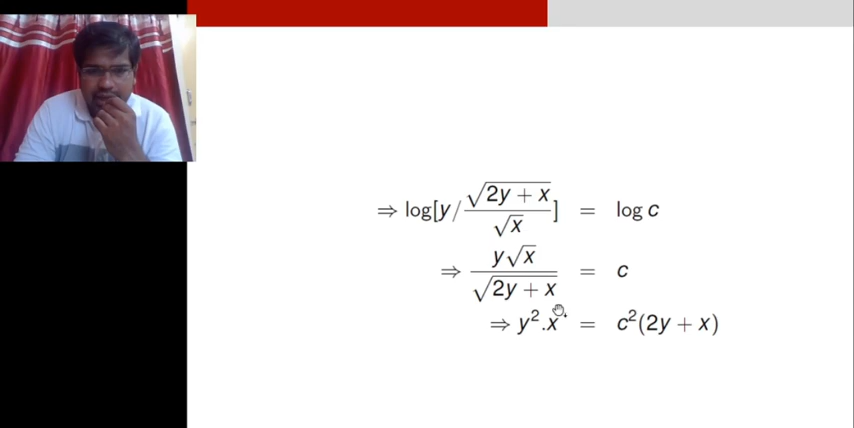 ⇒ log[y/√(2y + x)/√x] = log c
⇒ y√x/√(2y + x) = c
⇒ y².x = c²(2y + x)